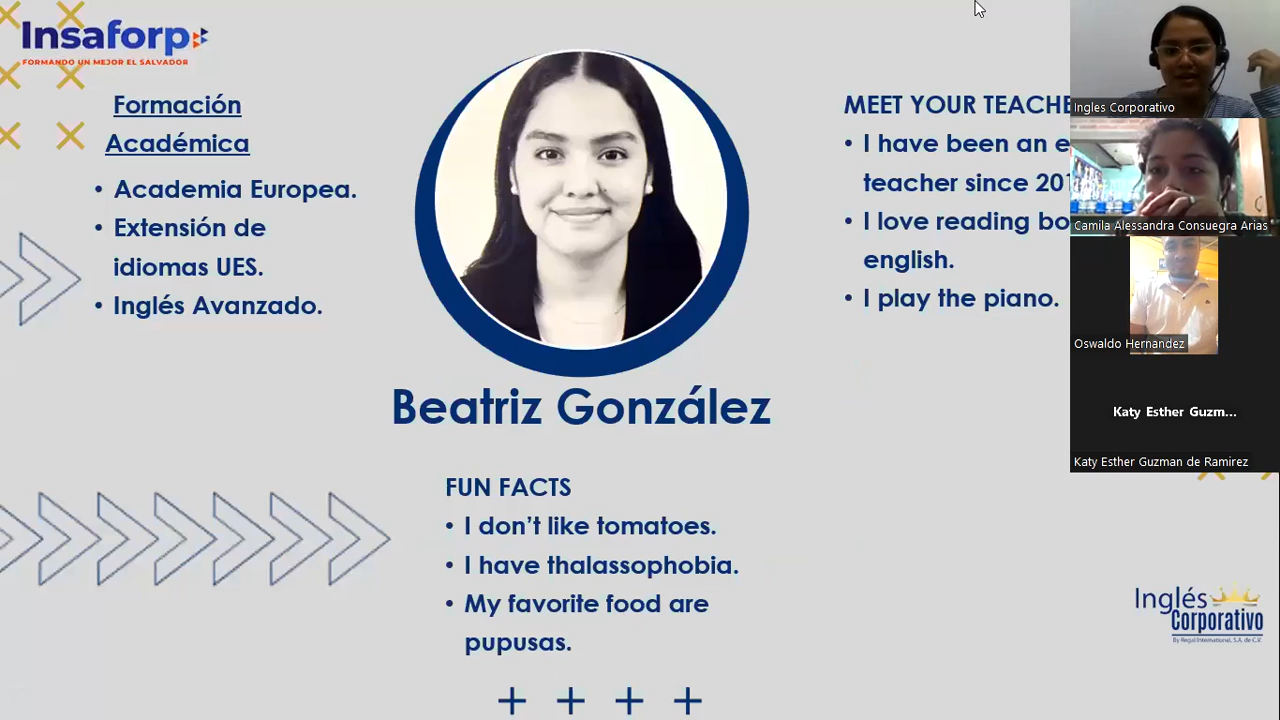 Insaforp
FORMANDO UN MEJOR EL SALVADOR
Formación
Académica
• Academia Europea.
• Extensión de
idiomas UES.
• Inglés Avanzado.
Beatriz González
FUN FACTS
• I don’t like tomatoes.
• I have thalassophobia.
• My favorite food are
pupusas.
MEET YOUR TEACHE
• I have been an e
teacher since 201
• I love reading bo
english.
• I play the piano.
Ingles Corporativo
Camila Alessandra Consuegra Arias
Oswaldo Hernandez
Katy Esther Guzm...
Katy Esther Guzman de Ramirez
Inglés
Corporativo
By Regal International, S.A. de C.V.